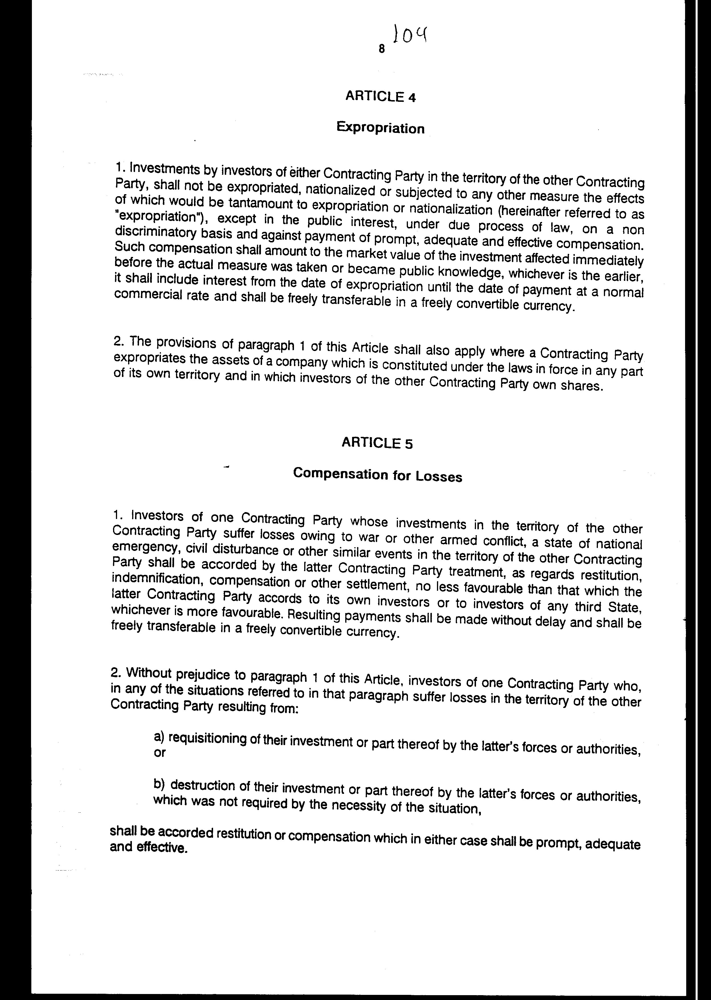 104
8
ARTICLE 4
Expropriation
1. Investments by investors of either Contracting Party in the territory of the other Contracting
Party, shall not be expropriated, nationalized or subjected to any other measure the effects
of which would be tantamount to expropriation or nationalization (hereinafter referred to as
"expropriation"), except in the public interest, under due process of law, on a non
discriminatory basis and against payment of prompt, adequate and effective compensation.
Such compensation shall amount to the market value of the investment affected immediately
before the actual measure was taken or became public knowledge, whichever is the earlier,
it shall include interest from the date of expropriation until the date of payment at a normal
commercial rate and shall be freely transferable in a freely convertible currency.
2. The provisions of paragraph 1 of this Article shall also apply where a Contracting Party
expropriates the assets of a company which is constituted under the laws in force in any part
of its own territory and in which investors of the other Contracting Party own shares.
ARTICLE 5
Compensation for Losses
1. Investors of one Contracting Party whose investments in the territory of the other
Contracting Party suffer losses owing to war or other armed conflict, a state of national
emergency, civil disturbance or other similar events in the territory of the other Contracting
Party shall be accorded by the latter Contracting Party treatment, as regards restitution,
indemnification, compensation or other settlement, no less favourable than that which the
latter Contracting Party accords to its own investors or to investors of any third State,
whichever is more favourable. Resulting payments shall be made without delay and shall be
freely transferable in a freely convertible currency.
2. Without prejudice to paragraph 1 of this Article, investors of one Contracting Party who,
in any of the situations referred to in that paragraph suffer losses in the territory of the other
Contracting Party resulting from:
a) requisitioning of their investment or part thereof by the latter's forces or authorities,
or
b) destruction of their investment or part thereof by the latter's forces or authorities,
which was not required by the necessity of the situation,
shall be accorded restitution or compensation which in either case shall be prompt, adequate
and effective.